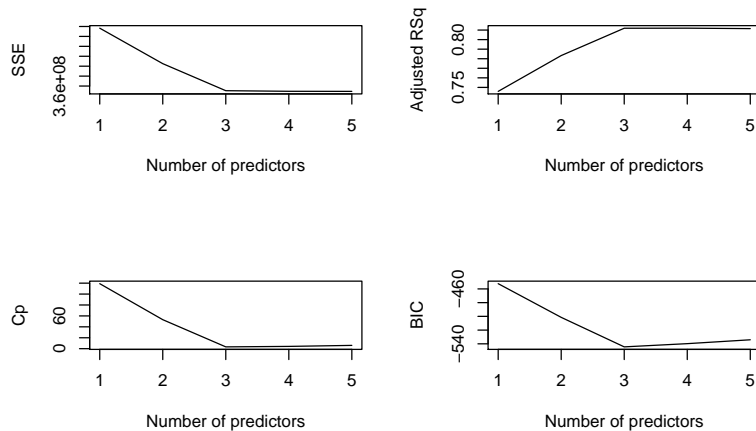 SSE
3.6e+08
1 2 3 4 5
Number of predictors
Adjusted RSq
0.75 0.80
1 2 3 4 5
Number of predictors
Cp
0 60
1 2 3 4 5
Number of predictors
BIC
−540 −460
1 2 3 4 5
Number of predictors